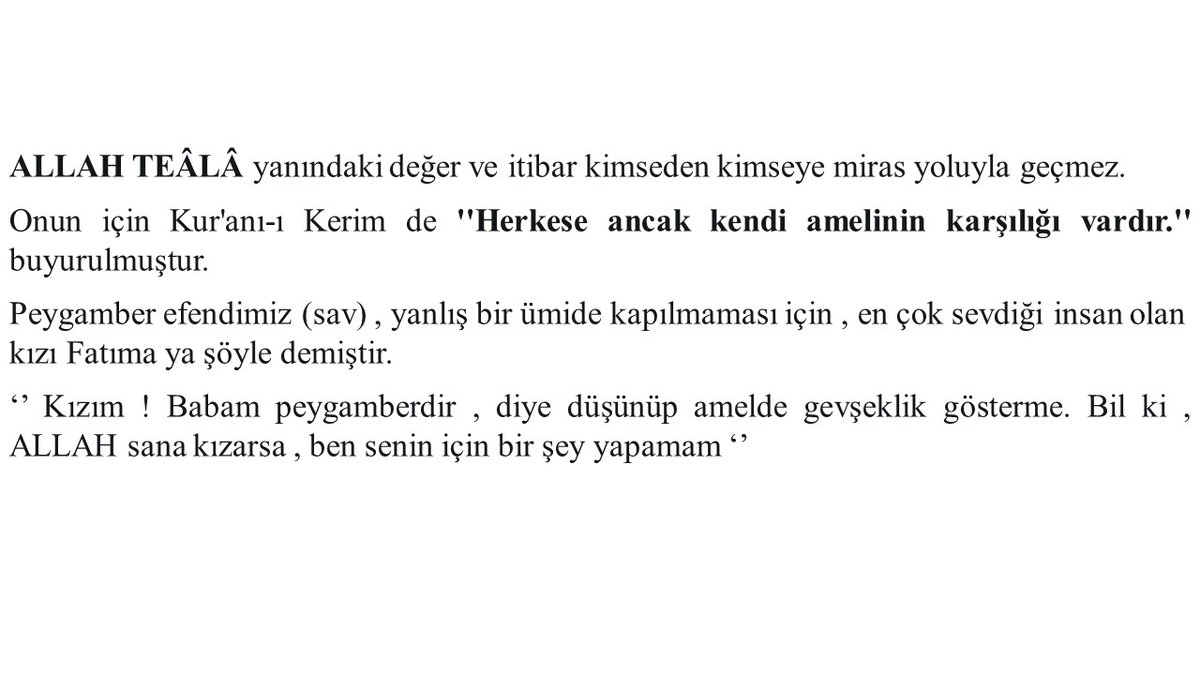 ALLAH TEÂLÂ yanındaki değer ve itibar kimseden kimseye miras yoluyla geçmez.
Onun için Kur'anı-ı Kerim de "Herkese ancak kendi amelinin karşılığı vardır."
buyurulmuştur.
Peygamber efendimiz (sav) , yanlış bir ümide kapılmaması için , en çok sevdiği insan olan
kızı Fatıma ya şöyle demiştir.
‘’ Kızım ! Babam peygamberdir , diye düşünüp amelde gevşeklik gösterme. Bil ki ,
ALLAH sana kızarsa , ben senin için bir şey yapamam ‘’